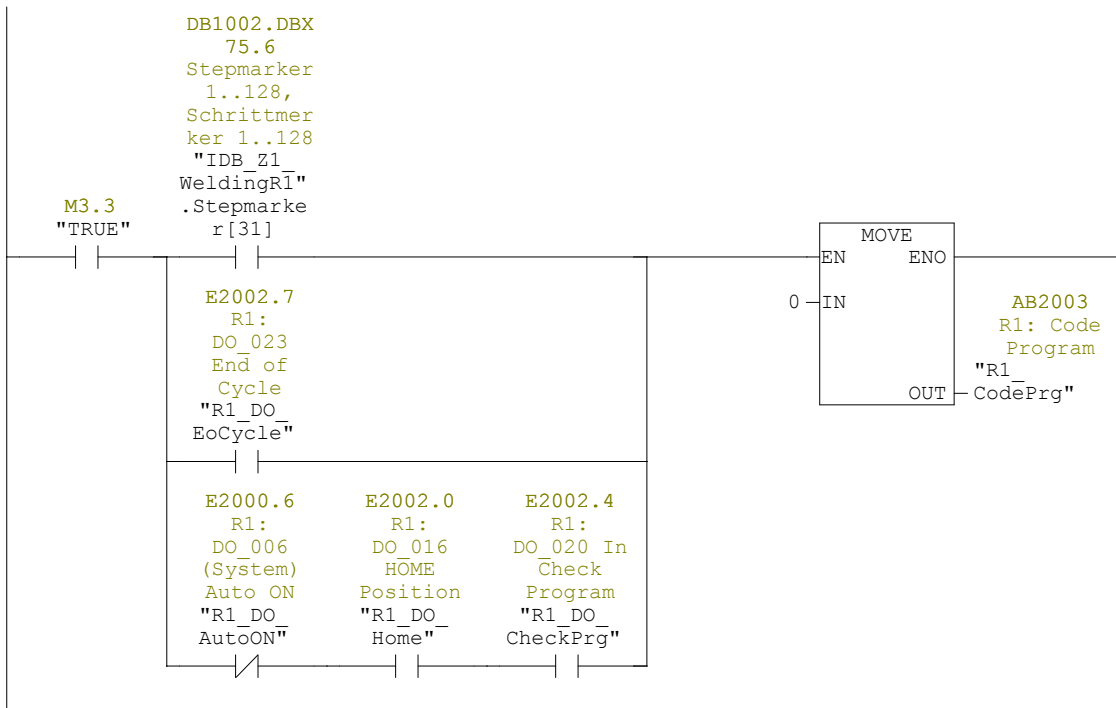 DB1002.DBX
75.6
Stepmarker
1..128,
Schrittmer
ker 1..128
"IDB_Z1_
WeldingR1"
.Stepmarke
r[31]
M3.3
"TRUE"
MOVE
EN ENO
0 IN
OUT
AB2003
R1: Code
Program
"R1_
CodePrg"
E2002.7
R1:
DO_023
End of
Cycle
"R1_DO_
EoCycle"
E2000.6
R1:
DO_006
(System)
Auto ON
"R1_DO_
AutoON"
E2002.0
R1:
DO_016
HOME
Position
"R1_DO_
Home"
E2002.4
R1:
DO_020 In
Check
Program
"R1_DO_
CheckPrg"